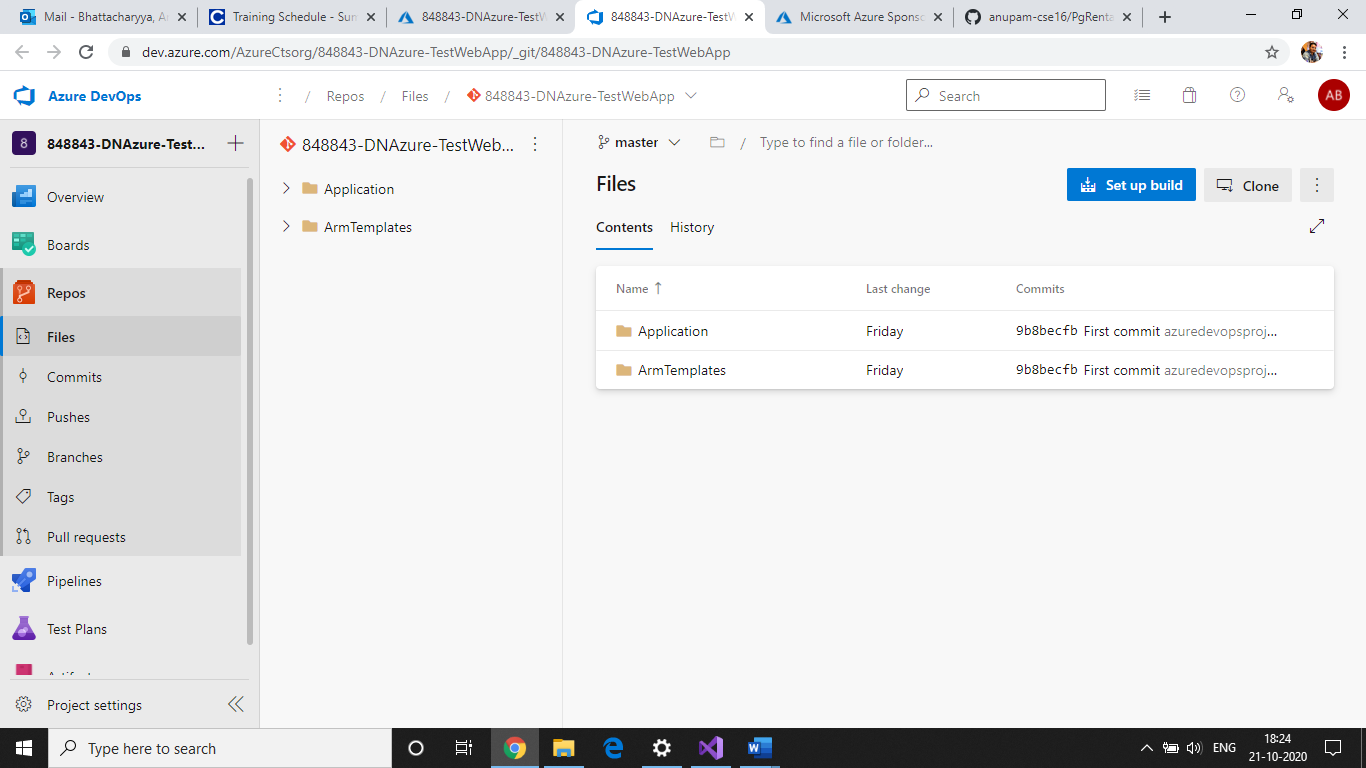 Mail - Bhattacharyya, A
Training Schedule - Sun
848843-DNAzure-TestW
848843-DNAzure-TestW
Microsoft Azure Sponso
anupam-cse16/PgRenta
dev.azure.com/AzureCtsorg/848843-DNAzure-TestWebApp/_git/848843-DNAzure-TestWebApp
Azure DevOps
/ Repos / Files / 848843-DNAzure-TestWebApp
Search
AB
8 848843-DNAzure-Test...
Overview
Boards
Repos
Files
Commits
Pushes
Branches
Tags
Pull requests
Pipelines
Test Plans
Project settings
848843-DNAzure-TestWeb...
Application
ArmTemplates
master / Type to find a file or folder...
Files
Set up build
Clone
Contents History
Name ↑ Last change Commits
Application Friday 9b8becfb First commit azuredevopsproj...
ArmTemplates Friday 9b8becfb First commit azuredevopsproj...
Type here to search
ENG
18:24
21-10-2020